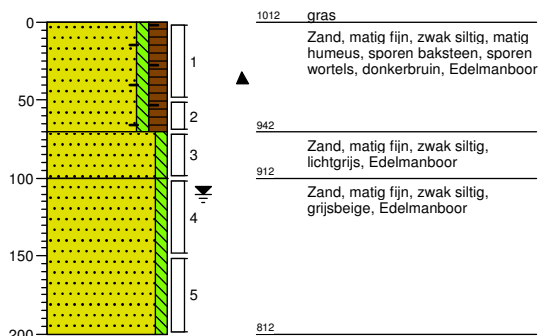 0
50
100
150
200
1
2
3
4
5
1012 gras
Zand, matig fijn, zwak siltig, matig
humeus, sporen baksteen, sporen
wortels, donkerbruin, Edelmanboor
942
Zand, matig fijn, zwak siltig,
lichtgrijs, Edelmanboor
912
Zand, matig fijn, zwak siltig,
grijsbeige, Edelmanboor
812